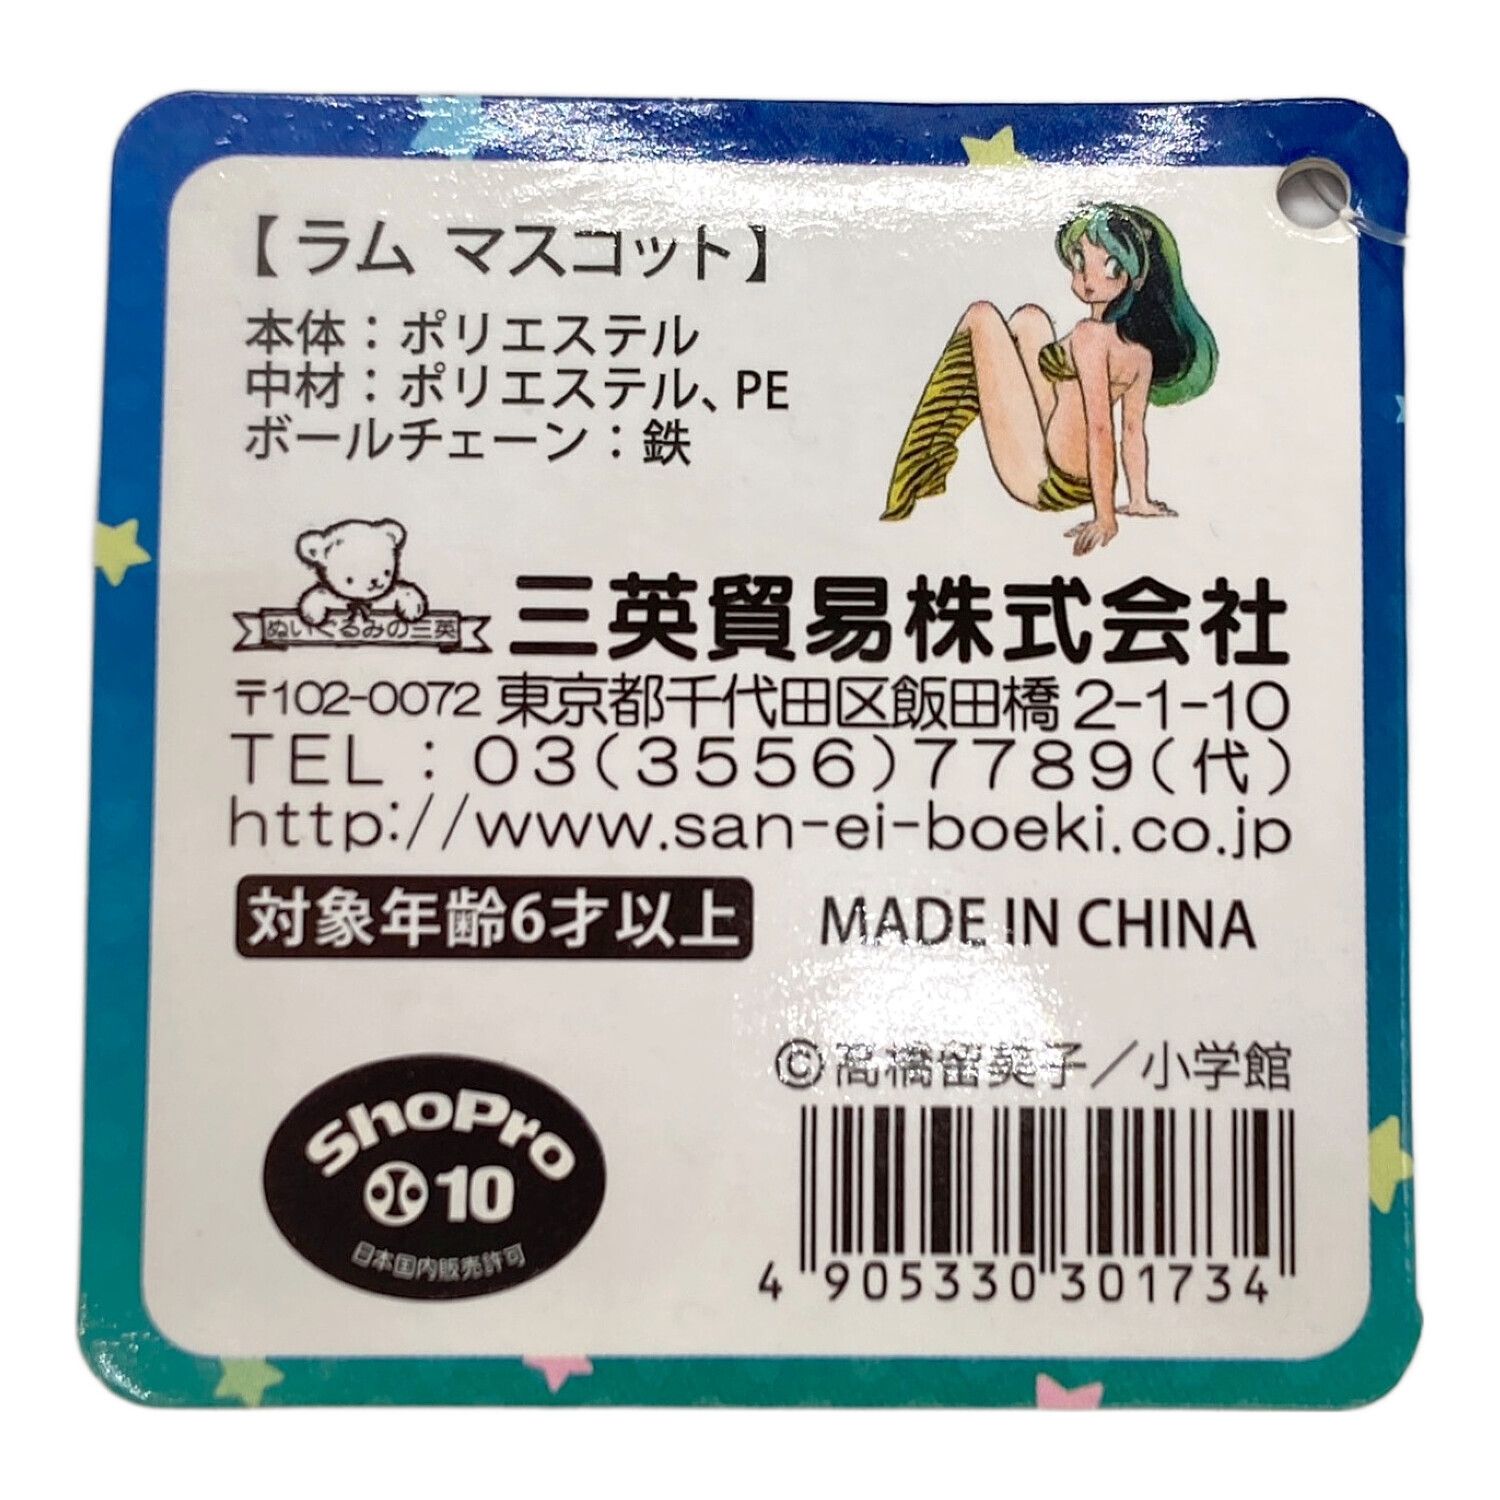 【 ラム マスコット】
本体：ポリエステル
中材：ポリエステル、PE
ボールチェーン：鉄
ぬいぐるみの三英
三英貿易株式会社
〒102-0072 東京都千代田区飯田橋 2-1-10
TEL：03(3556)7789(代)
http://www.san-ei-boeki.co.jp
対象年齢6才以上
MADE IN CHINA
©高橋留美子／小学館
ShoPro
10
日本国内販売許可
4 905330 301734